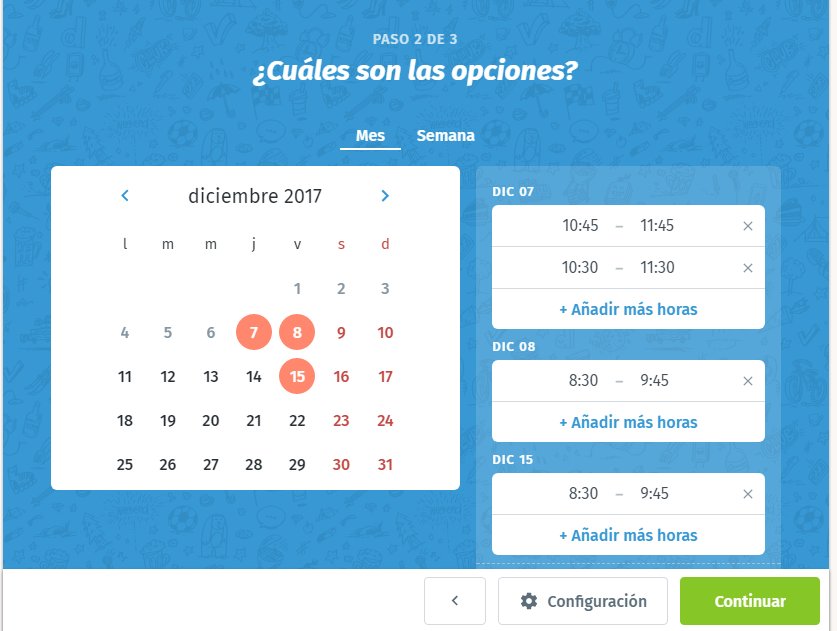 PASO 2 DE 3
¿Cuáles son las opciones?
Mes Semana
diciembre 2017
l m m j v s d
1 2 3
4 5 6 7 8 9 10
11 12 13 14 15 16 17
18 19 20 21 22 23 24
25 26 27 28 29 30 31
DIC 07
10:45 – 11:45
10:30 – 11:30
+ Añadir más horas
DIC 08
8:30 – 9:45
+ Añadir más horas
DIC 15
8:30 – 9:45
+ Añadir más horas
Configuración Continuar